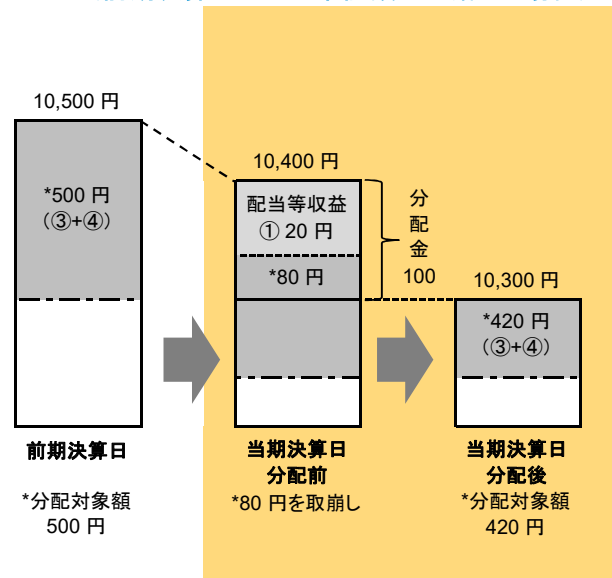 10,500 円
*500 円
(③+④)
前期決算日
*分配対象額
500 円
10,400 円
配当等収益
① 20 円
*80 円
分配金
100
当期決算日
分配前
*80 円を取崩し
10,300 円
*420 円
(③+④)
当期決算日
分配後
*分配対象額
420 円